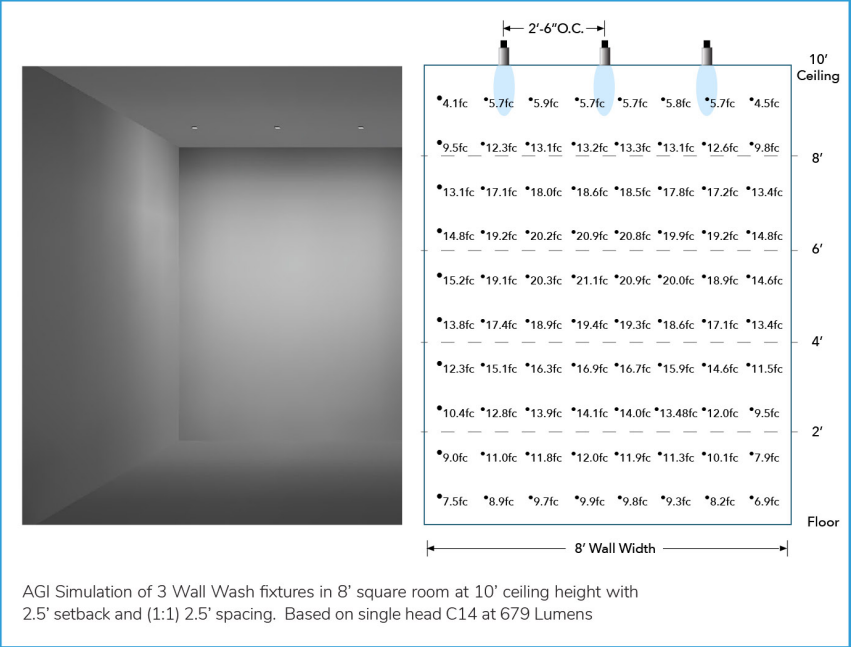 2'-6"O.C.
10'
Ceiling
4.1fc 5.7fc 5.9fc 5.7fc 5.7fc 5.8fc 5.7fc 4.5fc
9.5fc 12.3fc 13.1fc 13.2fc 13.3fc 13.1fc 12.6fc 9.8fc
8'
13.1fc 17.1fc 18.0fc 18.6fc 18.5fc 17.8fc 17.2fc 13.4fc
14.8fc 19.2fc 20.2fc 20.9fc 20.8fc 19.9fc 19.2fc 14.8fc
6'
15.2fc 19.1fc 20.3fc 21.1fc 20.9fc 20.0fc 18.9fc 14.6fc
13.8fc 17.4fc 18.9fc 19.4fc 19.3fc 18.6fc 17.1fc 13.4fc
4'
12.3fc 15.1fc 16.3fc 16.9fc 16.7fc 15.9fc 14.6fc 11.5fc
10.4fc 12.8fc 13.9fc 14.1fc 14.0fc 13.48fc 12.0fc 9.5fc
2'
9.0fc 11.0fc 11.8fc 12.0fc 11.9fc 11.3fc 10.1fc 7.9fc
7.5fc 8.9fc 9.7fc 9.9fc 9.8fc 9.3fc 8.2fc 6.9fc
Floor
8' Wall Width
AGI Simulation of 3 Wall Wash fixtures in 8' square room at 10' ceiling height with
2.5' setback and (1:1) 2.5' spacing. Based on single head C14 at 679 Lumens